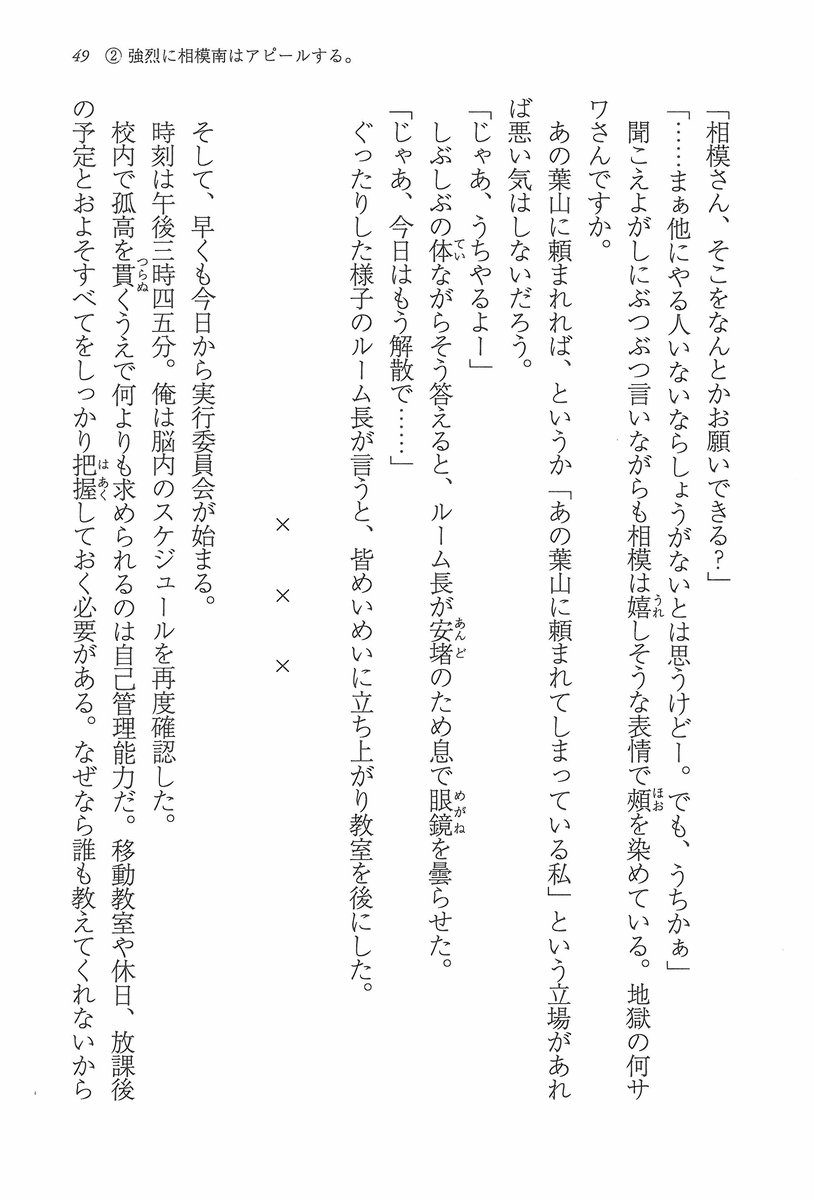 49 ② 強烈に相模南はアピールする。
「相模さん、そこをなんとかお願いできる？」
「……まぁ他にやる人いないならしょうがないとは思うけどー。でも、うちかぁ」
聞こえよがしにぶつぶつ言いながらも相模は嬉しそうな表情で頰を染めている。地獄の何サ
ワさんですか。
あの葉山に頼まれれば、というか「あの葉山に頼まれてしまっている私」という立場があれ
ば悪い気はしないだろう。
「じゃあ、うちやるよー」
しぶしぶの体ながらそう答えると、ルーム長が安堵のため息で眼鏡を曇らせた。
「じゃあ、今日はもう解散で……」
ぐったりした様子のルーム長が言うと、皆めいめいに立ち上がり教室を後にした。
× × ×
そして、早くも今日から実行委員会が始まる。
時刻は午後三時四五分。俺は脳内のスケジュールを再度確認した。
校内で孤高を貫くうえで何よりも求められるのは自己管理能力だ。移動教室や休日、放課後
の予定とおよそすべてをしっかり把握しておく必要がある。なぜなら誰も教えてくれないから